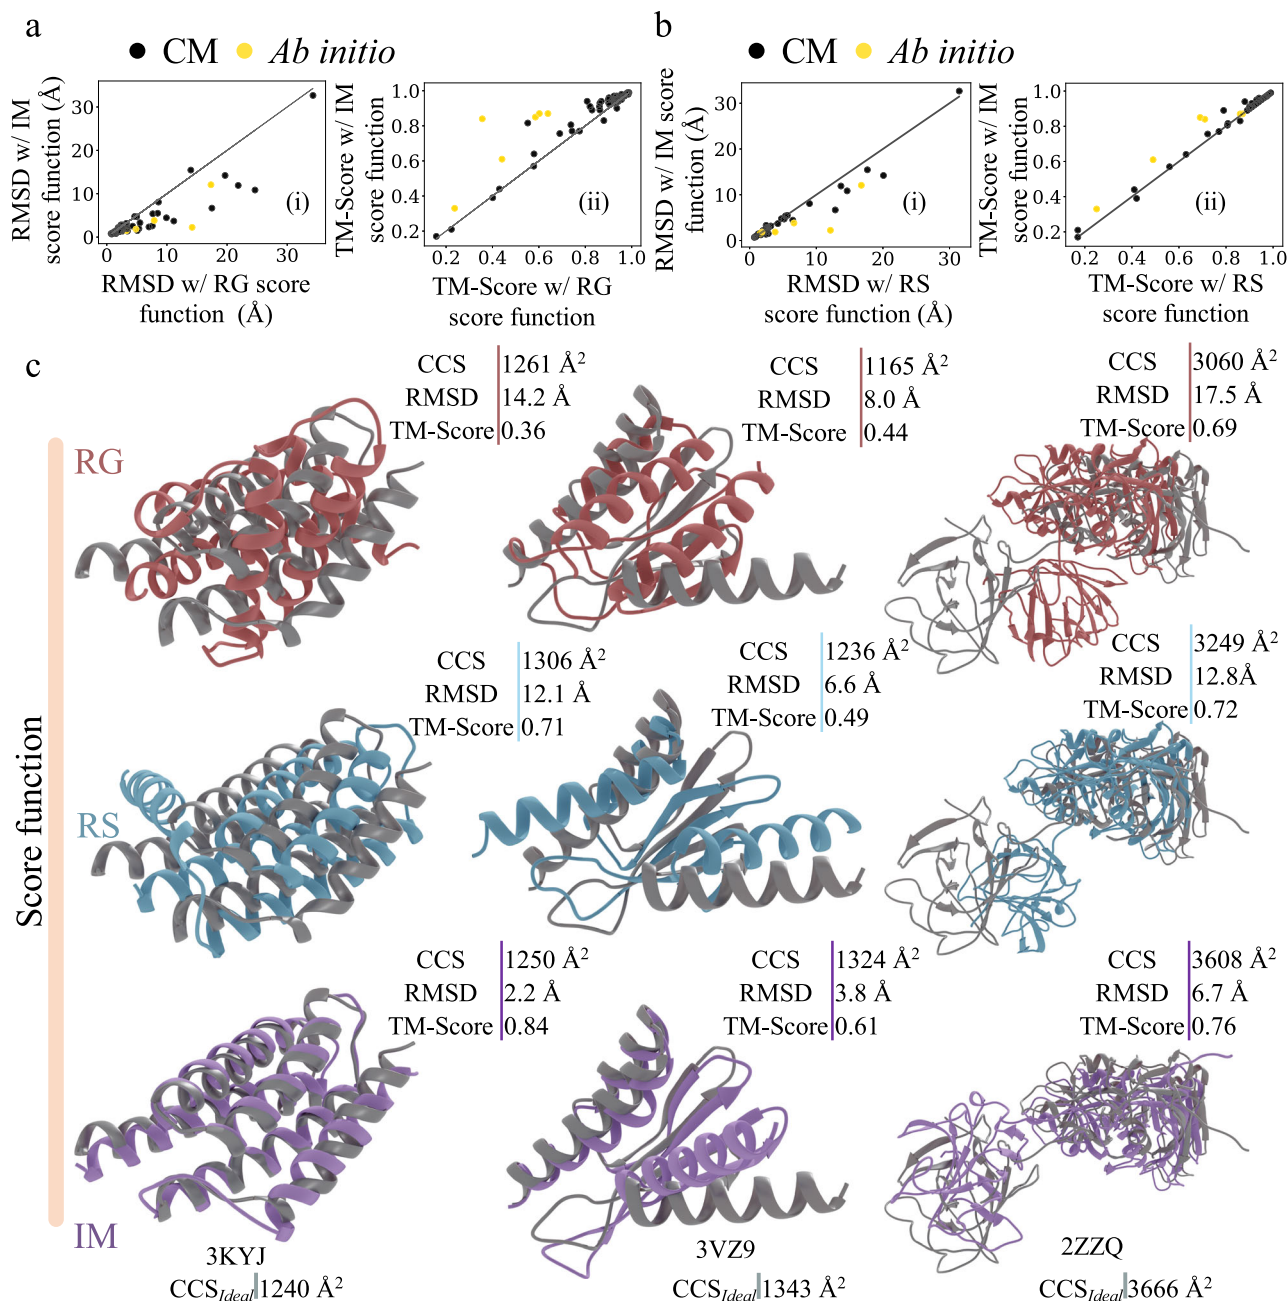 a
b
CM Ab initio
CM Ab initio
RMSD w/ IM
score function (Å)
30
20
10
0
0 10 20 30
(i)
RMSD w/ RG score
function (Å)
TM-Score w/ IM
score function
1.0
0.8
0.6
0.4
0.2
0.2 0.4 0.6 0.8 1.0
(ii)
TM-Score w/ RG
score function
RMSD w/ IM score
function (Å)
30
20
10
0
0 10 20 30
(i)
RMSD w/ RS
score function (Å)
TM-Score w/ IM
score function
1.0
0.8
0.6
0.4
0.2
0.2 0.4 0.6 0.8 1.0
(ii)
TM-Score w/ RS
score function
c
Score function
RG
CCS 1261 Å²
RMSD 14.2 Å
TM-Score 0.36
CCS 1165 Å²
RMSD 8.0 Å
TM-Score 0.44
CCS 3060 Å²
RMSD 17.5 Å
TM-Score 0.69
RS
CCS 1306 Å²
RMSD 12.1 Å
TM-Score 0.71
CCS 1236 Å²
RMSD 6.6 Å
TM-Score 0.49
CCS 3249 Å²
RMSD 12.8Å
TM-Score 0.72
IM
CCS 1250 Å²
RMSD 2.2 Å
TM-Score 0.84
CCS 1324 Å²
RMSD 3.8 Å
TM-Score 0.61
CCS 3608 Å²
RMSD 6.7 Å
TM-Score 0.76
3KYJ
CCS Ideal 1240 Å²
3VZ9
CCS Ideal 1343 Å²
2ZZQ
CCS Ideal 3666 Å²